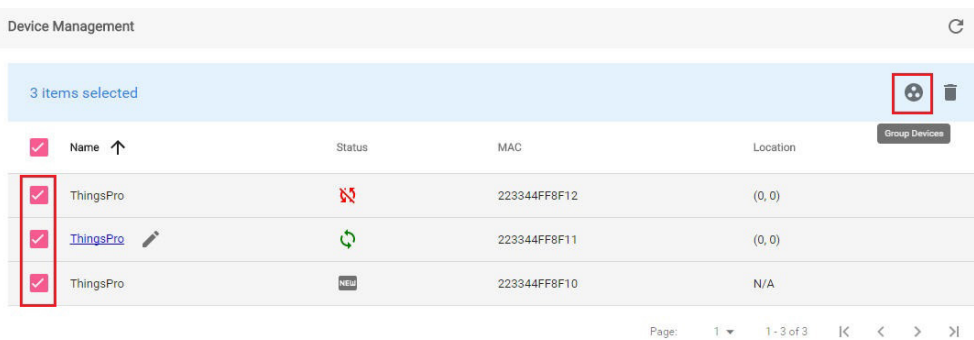 Device Management
3 items selected
Group Devices
Name Status MAC Location
ThingsPro 223344FF8F12 (0, 0)
ThingsPro 223344FF8F11 (0, 0)
ThingsPro NEW 223344FF8F10 N/A
Page: 1 1 - 3 of 3